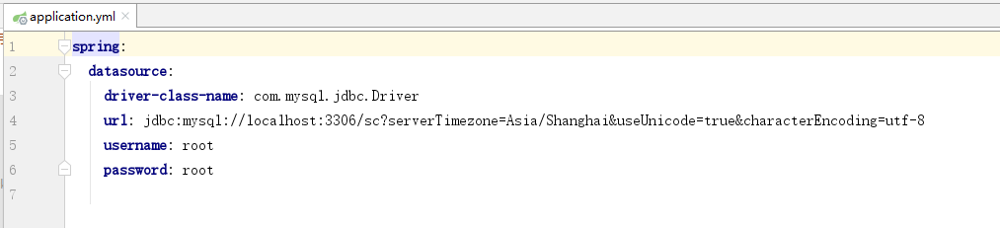 application.yml
1 spring:
2 datasource:
3 driver-class-name: com.mysql.jdbc.Driver
4 url: jdbc:mysql://localhost:3306/sc?serverTimezone=Asia/Shanghai&useUnicode=true&characterEncoding=utf-8
5 username: root
6 password: root
7